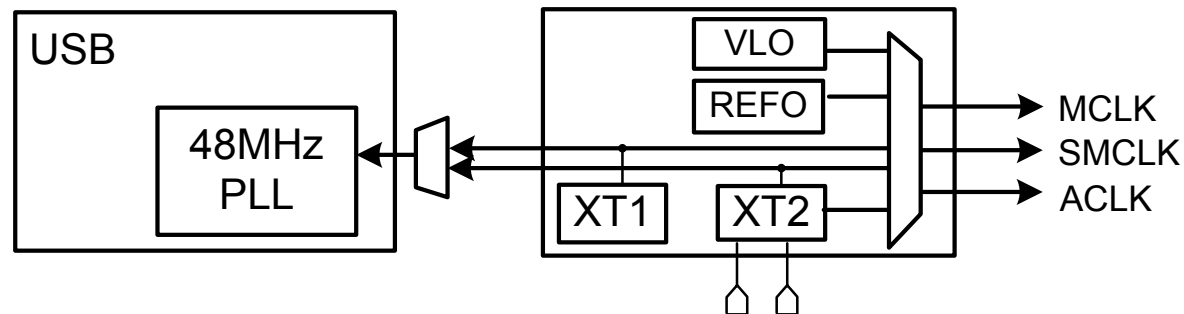 USB
48MHz
PLL
VLO
REFO
XT1
XT2
MCLK
SMCLK
ACLK